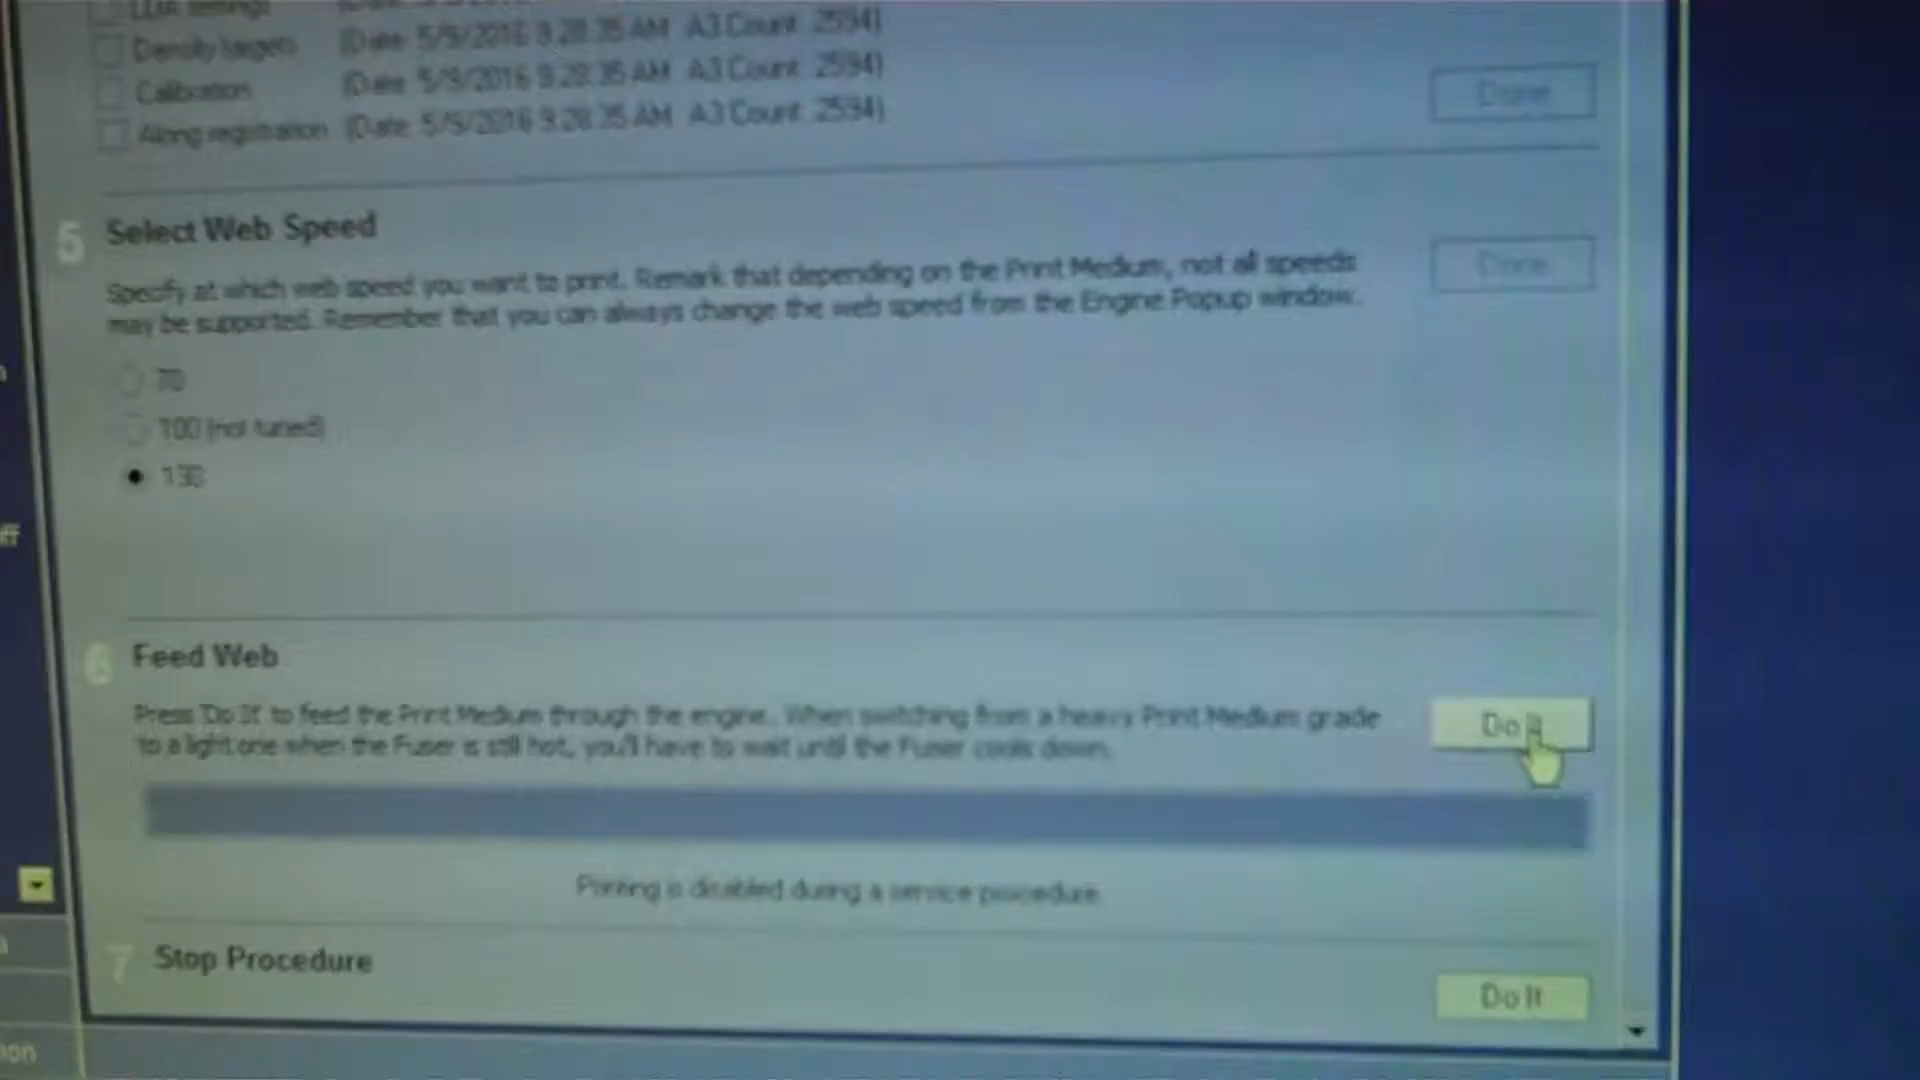 LDA settings
Density targets (Date: 5/9/2016 9:28:35 AM A3 Count: 2594)
Calibration (Date: 5/9/2016 9:28:35 AM A3 Count: 2594)
Along registration (Date: 5/9/2016 9:28:35 AM A3 Count: 2594)
Done
5 Select Web Speed
Specify at which web speed you want to print. Remark that depending on the Print Medium, not all speeds
may be supported. Remember that you can always change the web speed from the Engine Popup window.
Done
70
100 (not tuned)
130
6 Feed Web
Press 'Do It' to feed the Print Medium through the engine. When switching from a heavy Print Medium grade
to a light one when the Fuser is still hot, you'll have to wait until the Fuser cools down.
Do It
Printing is disabled during a service procedure.
7 Stop Procedure
Do It